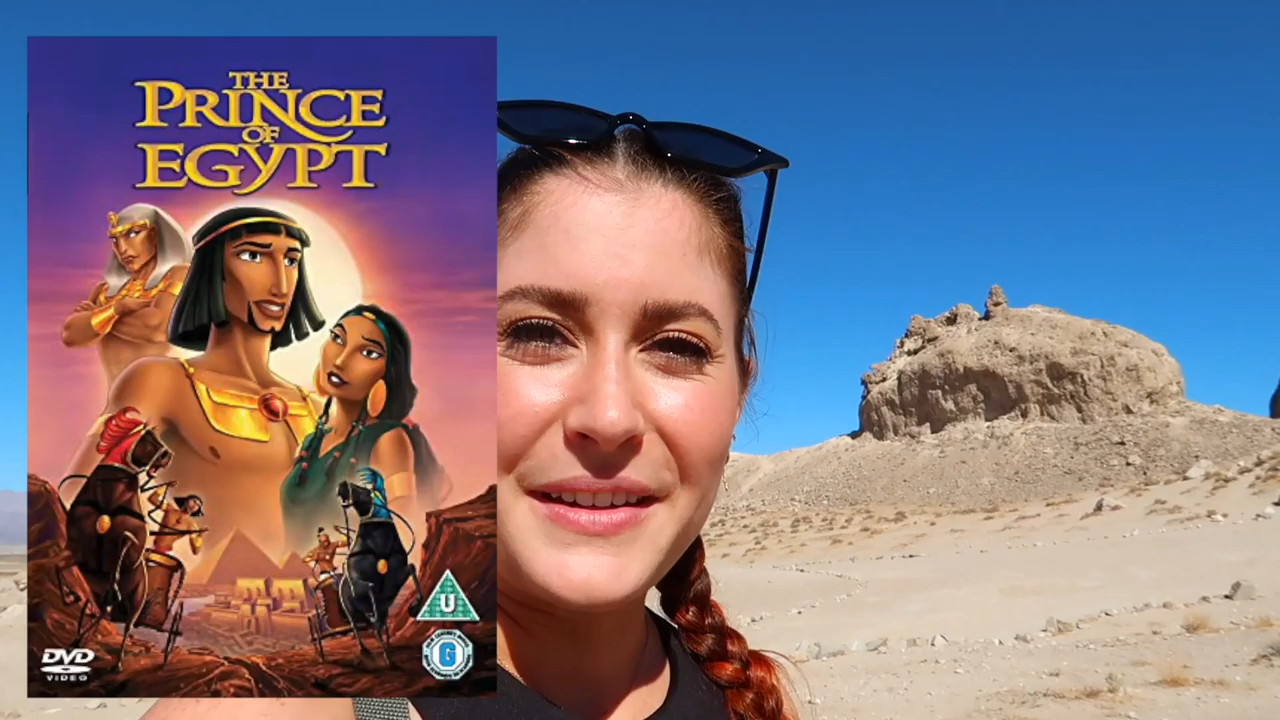 THE
PRINCE
OF
EGYPT
U
DVD
VIDEO
G